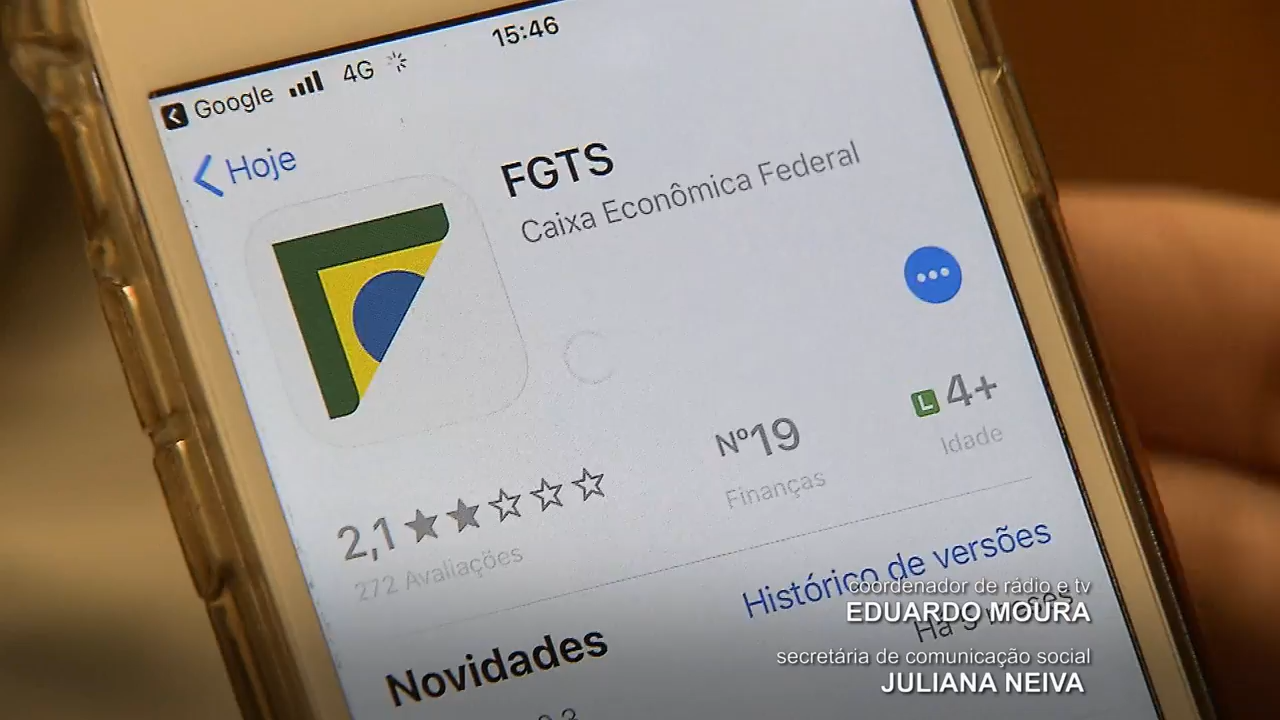 15:46
Google 4G
Hoje
FGTS
Caixa Econômica Federal
L 4+
Idade
Nº19
Finanças
2,1
272 Avaliações
Histórico de versões
coordenador de rádio e tv
EDUARDO MOURA
Novidades
secretária de comunicação social
JULIANA NEIVA